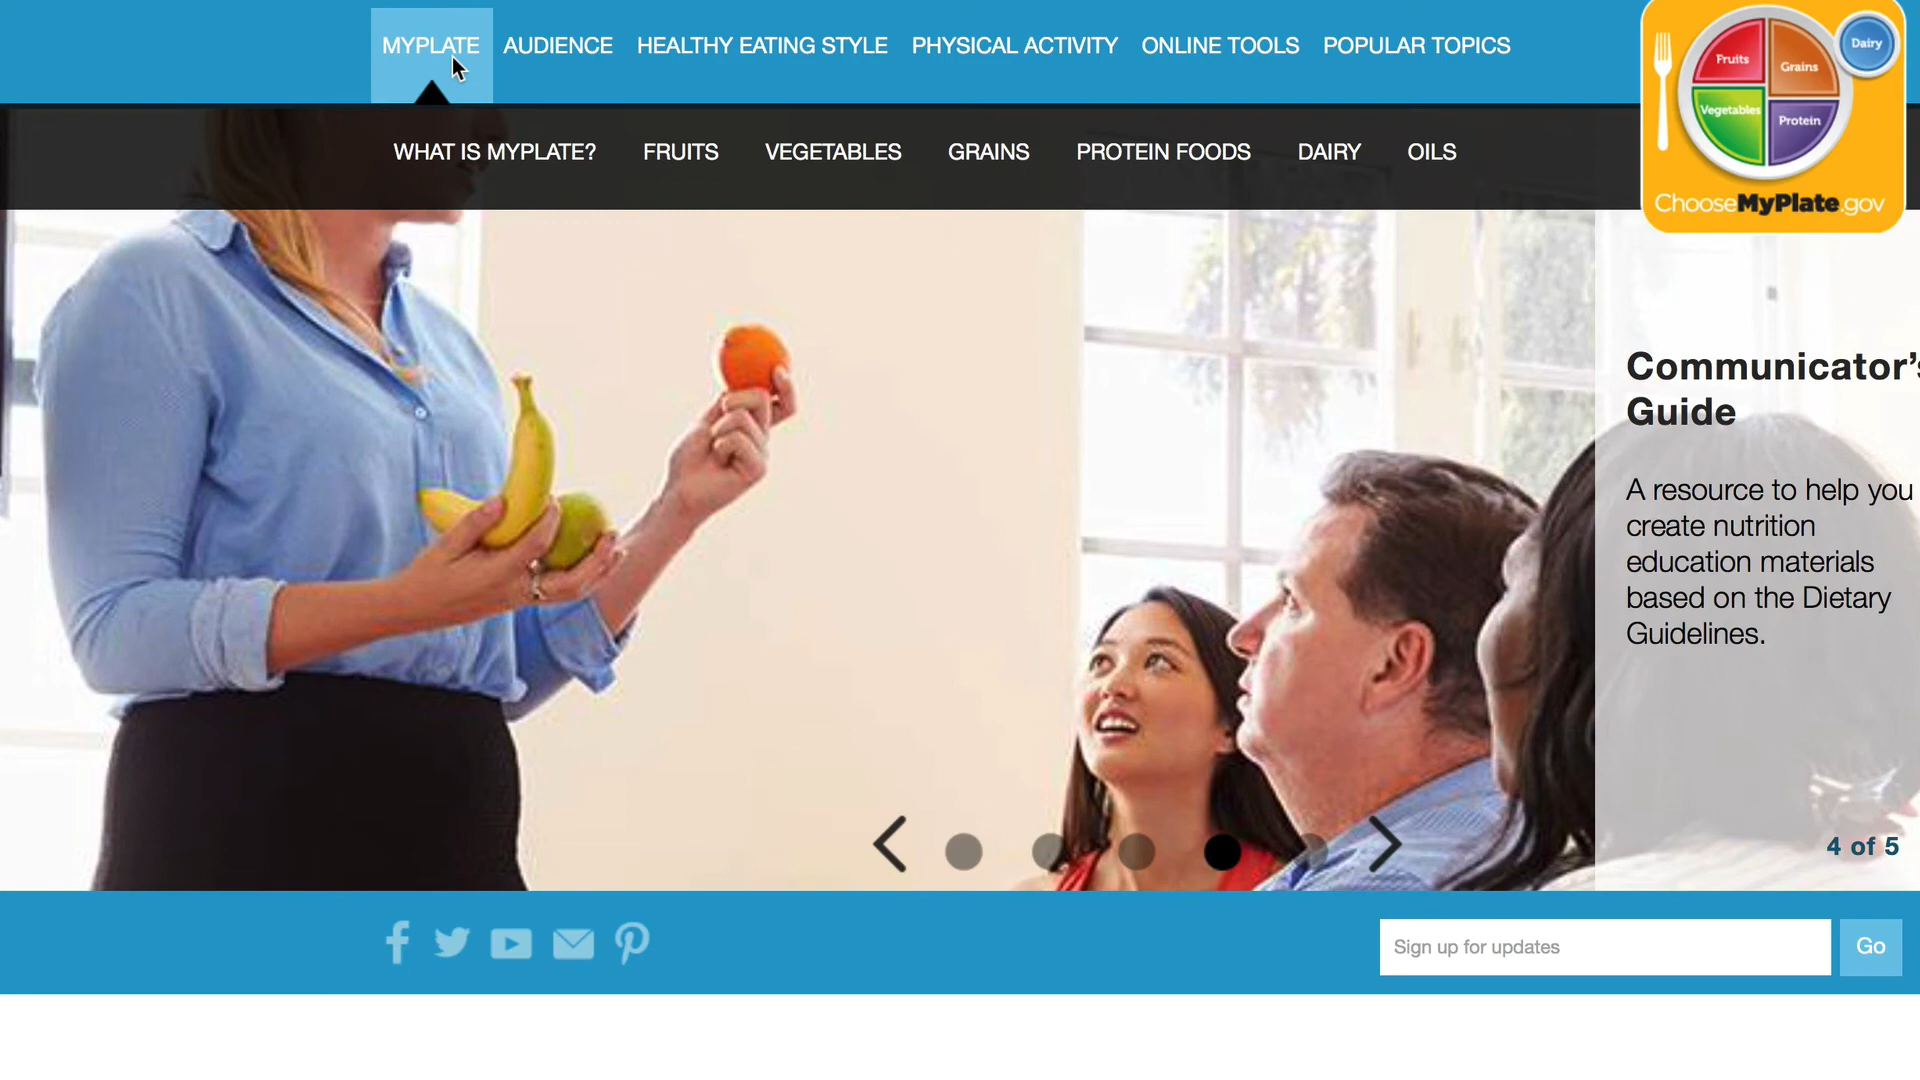 MYPLATE AUDIENCE HEALTHY EATING STYLE PHYSICAL ACTIVITY ONLINE TOOLS POPULAR TOPICS
Fruits
Grains
Dairy
Vegetables
Protein
ChooseMyPlate.gov
WHAT IS MYPLATE? FRUITS VEGETABLES GRAINS PROTEIN FOODS DAIRY OILS
Communicator's
Guide
A resource to help you
create nutrition
education materials
based on the Dietary
Guidelines.
4 of 5
Sign up for updates
Go